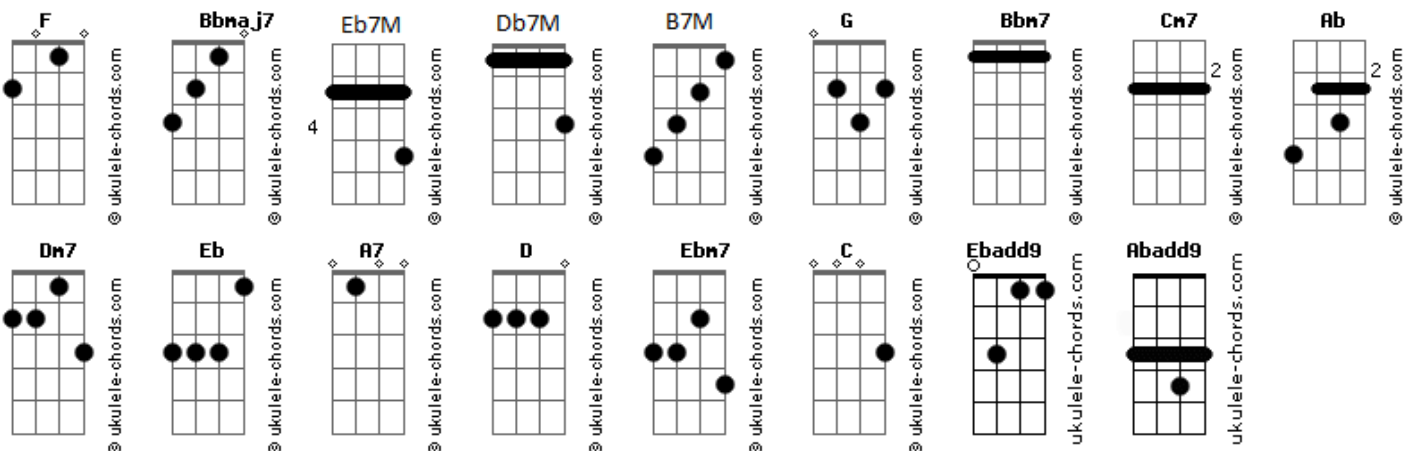 F Bbmaj7 Eb7M Db7M B7M G Bbm7 Cm7 Ab
4 2 2
© ukulele-chords.com © ukulele-chords.com © ukulele-chords.com © ukulele-chords.com © ukulele-chords.com © ukulele-chords.com © ukulele-chords.com © ukulele-chords.com © ukulele-chords.com
Dm7 Eb A7 D Ebm7 C Ebadd9 Abadd9
© ukulele-chords.com © ukulele-chords.com © ukulele-chords.com © ukulele-chords.com © ukulele-chords.com © ukulele-chords.com ukulele-chords.com ukulele-chords.com